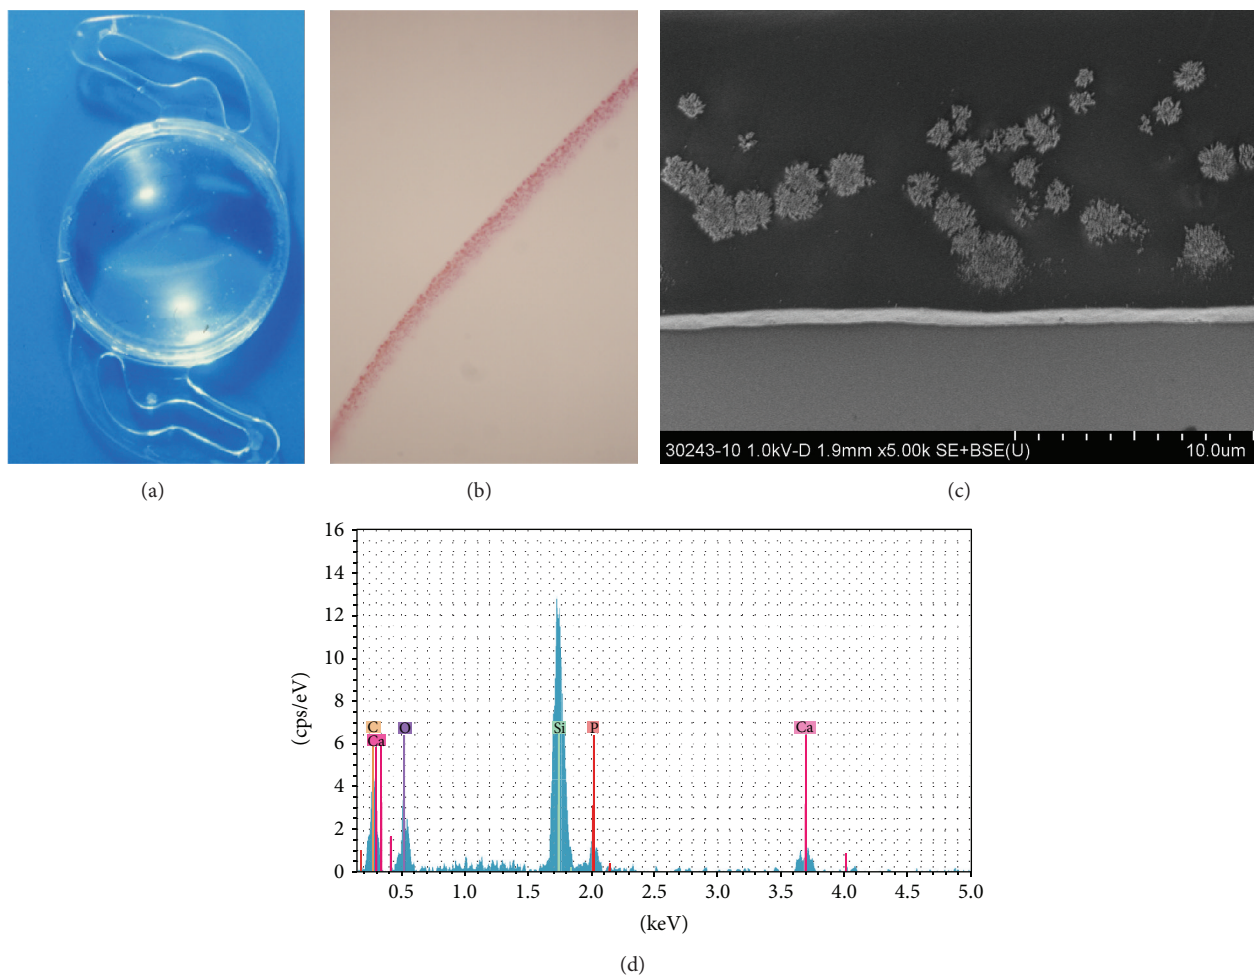 30243-10 1.0kV-D 1.9mm x5.00k SE+BSE(U) 10.0um
(a)
(b)
(c)
16
14
12
10
8
6
4
2
0
(cps/eV)
C
Ca
O
Si
P
Ca
0.5 1.0 1.5 2.0 2.5 3.0 3.5 4.0 4.5 5.0
(keV)
(d)